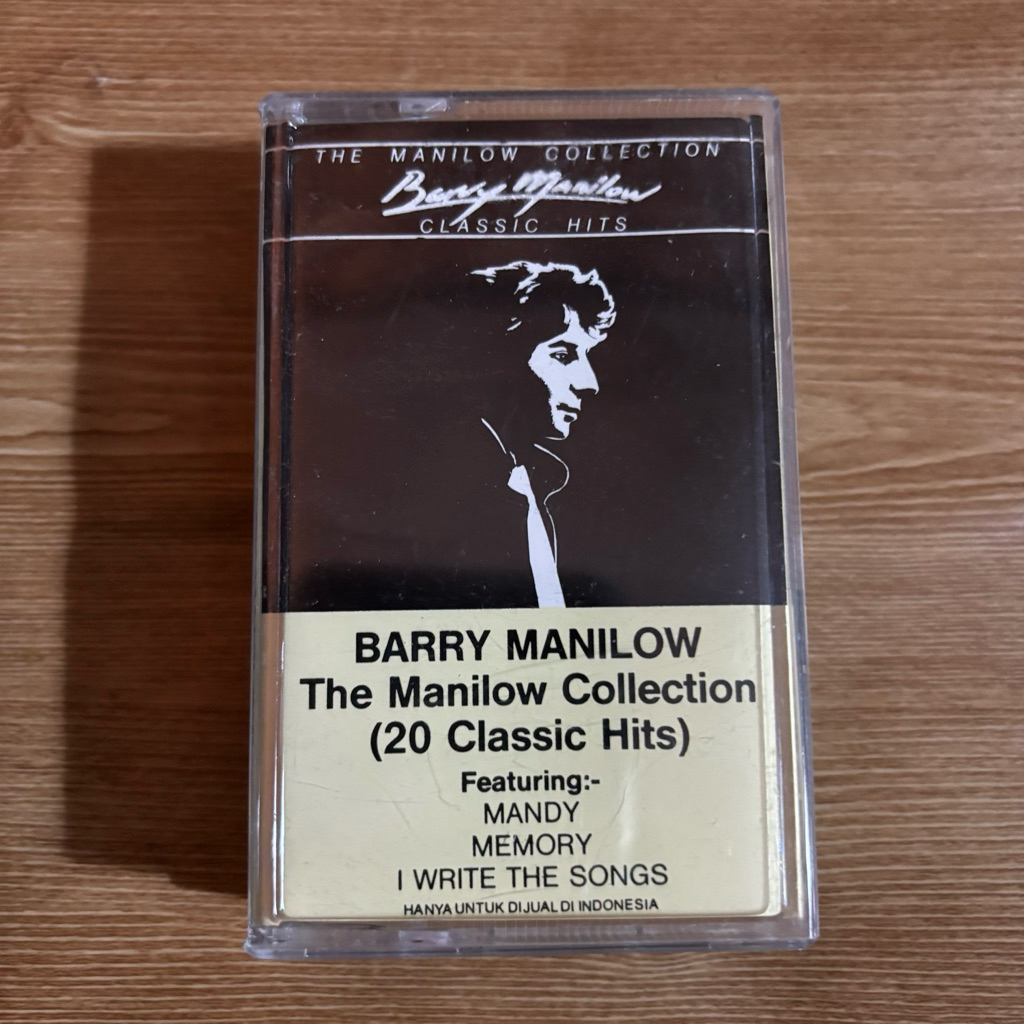 THE MANILOW COLLECTION
Barry Manilow
CLASSIC HITS
BARRY MANILOW
The Manilow Collection
(20 Classic Hits)
Featuring:-
MANDY
MEMORY
I WRITE THE SONGS
HANYA UNTUK DIJUAL DI INDONESIA